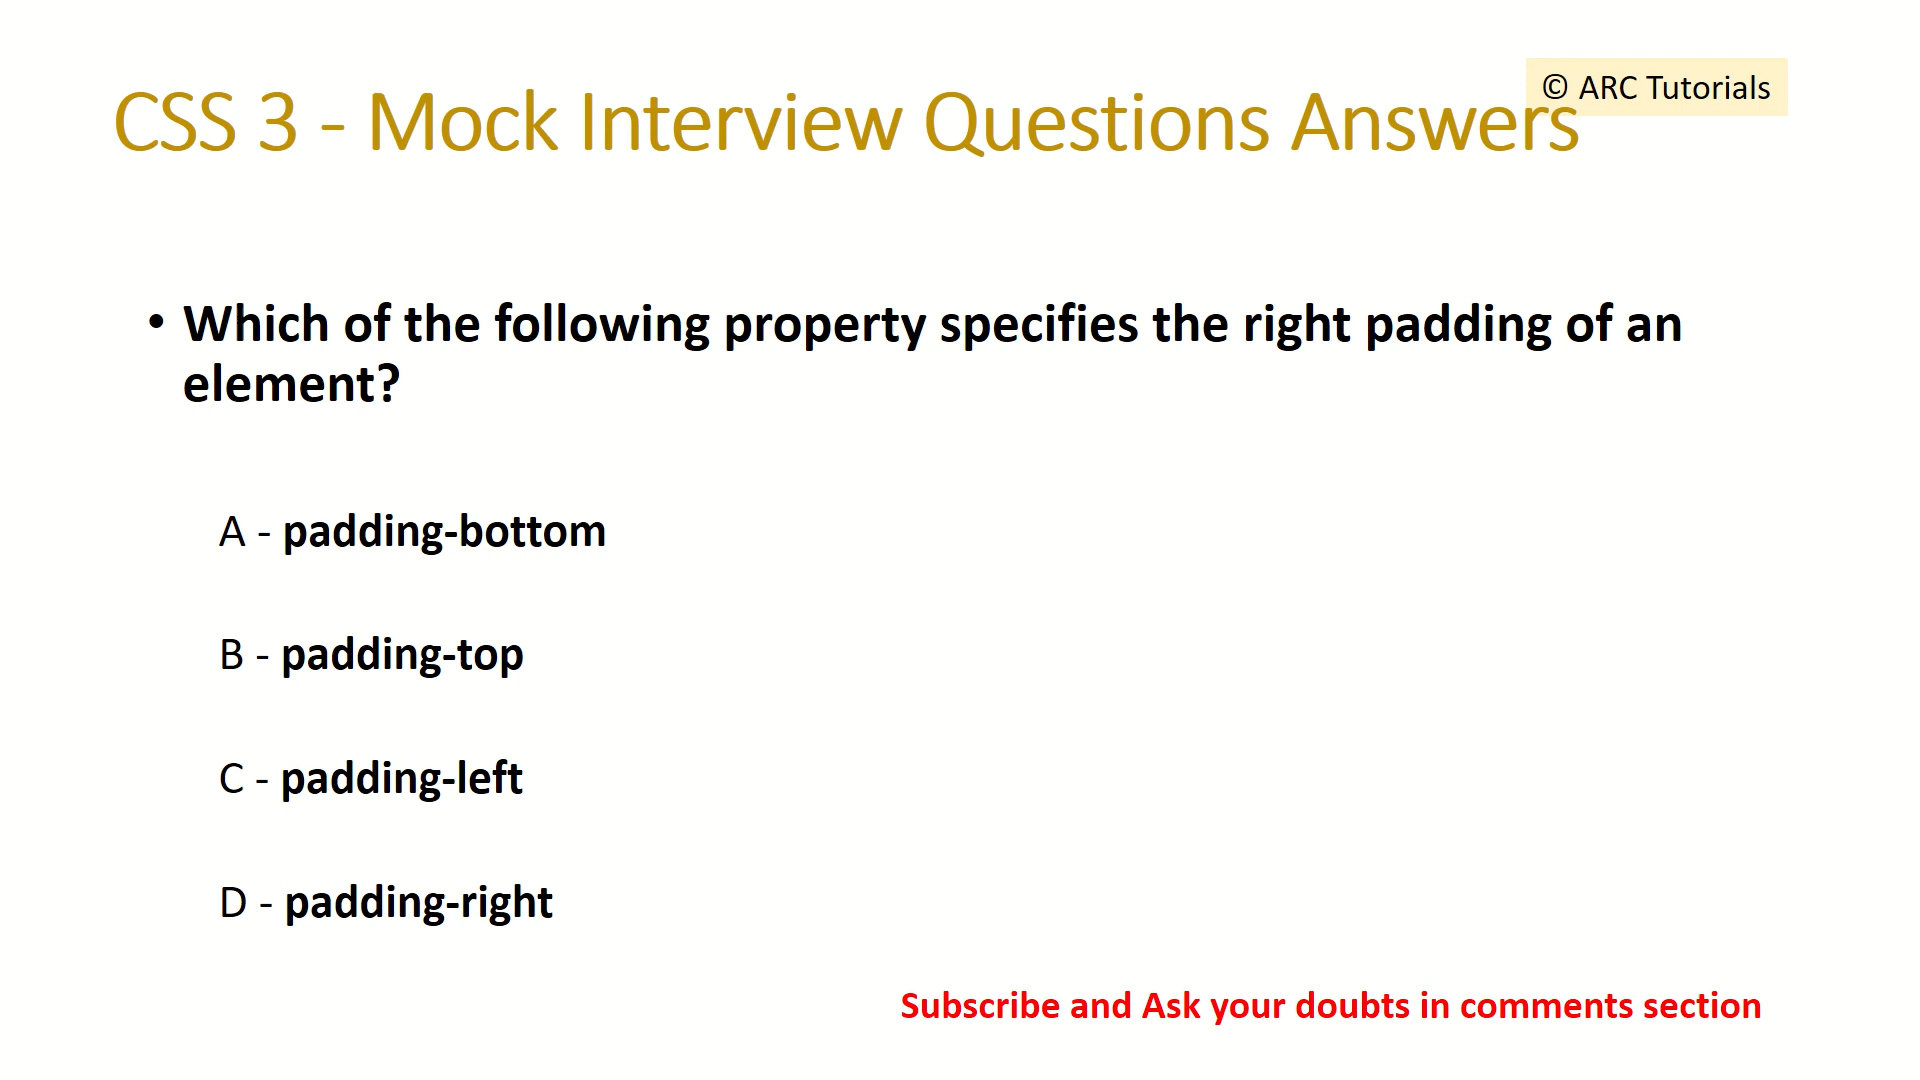 © ARC Tutorials
CSS 3 - Mock Interview Questions Answers
• Which of the following property specifies the right padding of an
element?
A - padding-bottom
B - padding-top
C - padding-left
D - padding-right
Subscribe and Ask your doubts in comments section